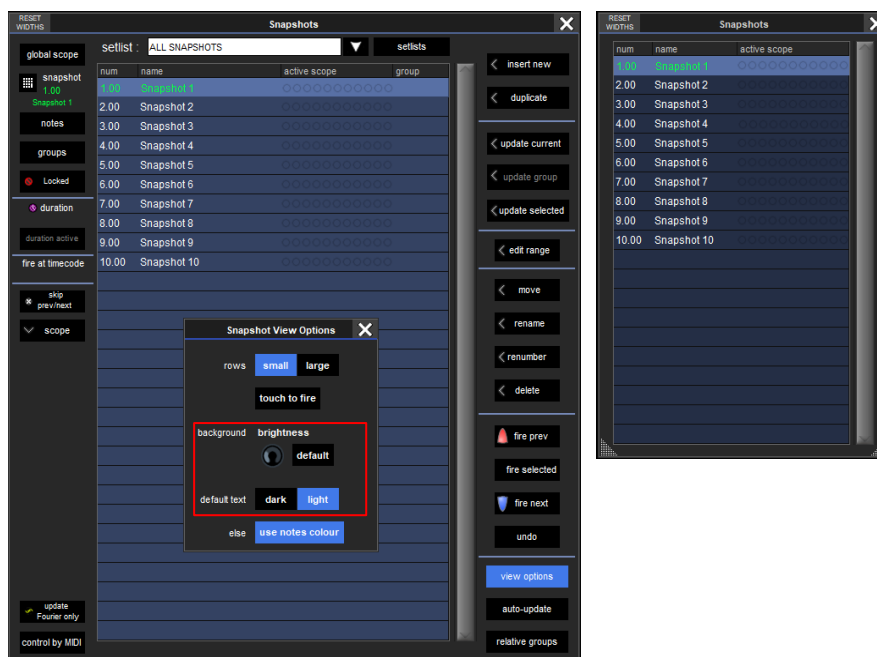 RESET
WIDTHS
Snapshots
global scope
snapshot
1.00
Snapshot 1
notes
groups
Locked
duration
duration active
fire at timecode
skip
prev/next
scope
update
Fourier only
control by MIDI
setlist : ALL SNAPSHOTS setlists
num name active scope group
1.00 Snapshot 1
2.00 Snapshot 2
3.00 Snapshot 3
4.00 Snapshot 4
5.00 Snapshot 5
6.00 Snapshot 6
7.00 Snapshot 7
8.00 Snapshot 8
9.00 Snapshot 9
10.00 Snapshot 10
Snapshot View Options
rows small large
touch to fire
background brightness
default
default text dark light
else use notes colour
insert new
duplicate
update current
update group
update selected
edit range
move
rename
renumber
delete
fire prev
fire selected
fire next
undo
view options
auto-update
relative groups
RESET
WIDTHS
Snapshots
num name active scope
1.00 Snapshot 1
2.00 Snapshot 2
3.00 Snapshot 3
4.00 Snapshot 4
5.00 Snapshot 5
6.00 Snapshot 6
7.00 Snapshot 7
8.00 Snapshot 8
9.00 Snapshot 9
10.00 Snapshot 10